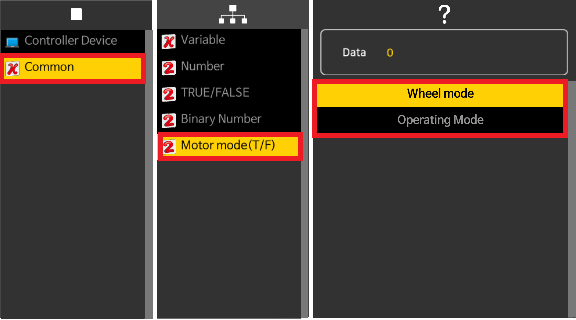 Controller Device
Common
Variable
Number
TRUE/FALSE
Binary Number
Motor mode(T/F)
?
Data 0
Wheel mode
Operating Mode